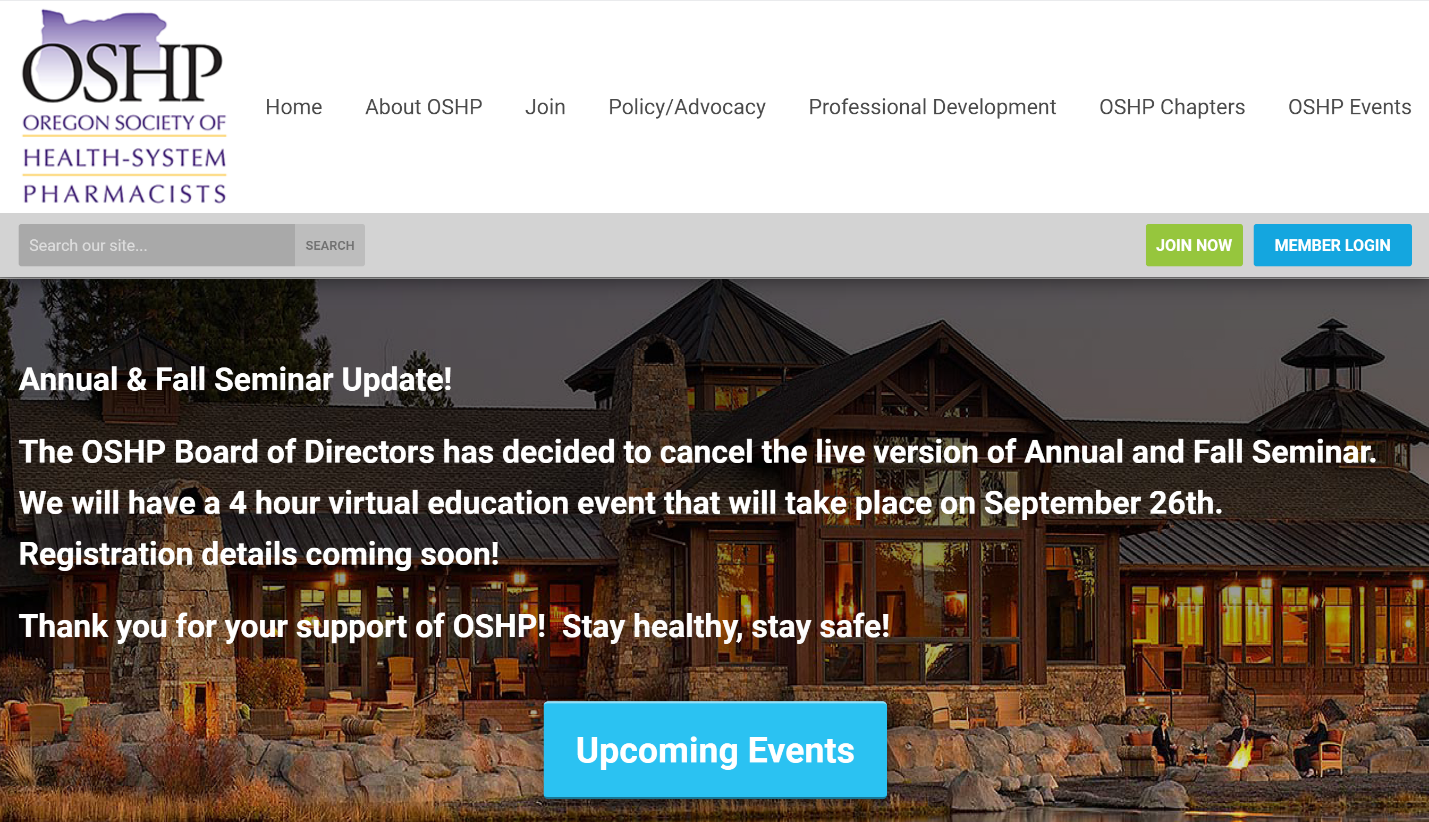 OSHP
OREGON SOCIETY OF
HEALTH-SYSTEM
PHARMACISTS
Home
About OSHP
Join
Policy/Advocacy
Professional Development
OSHP Chapters
OSHP Events
Search our site...
SEARCH
JOIN NOW
MEMBER LOGIN
Annual & Fall Seminar Update!
The OSHP Board of Directors has decided to cancel the live version of Annual and Fall Seminar.
We will have a 4 hour virtual education event that will take place on September 26th.
Registration details coming soon!
Thank you for your support of OSHP!  Stay healthy, stay safe!
Upcoming Events